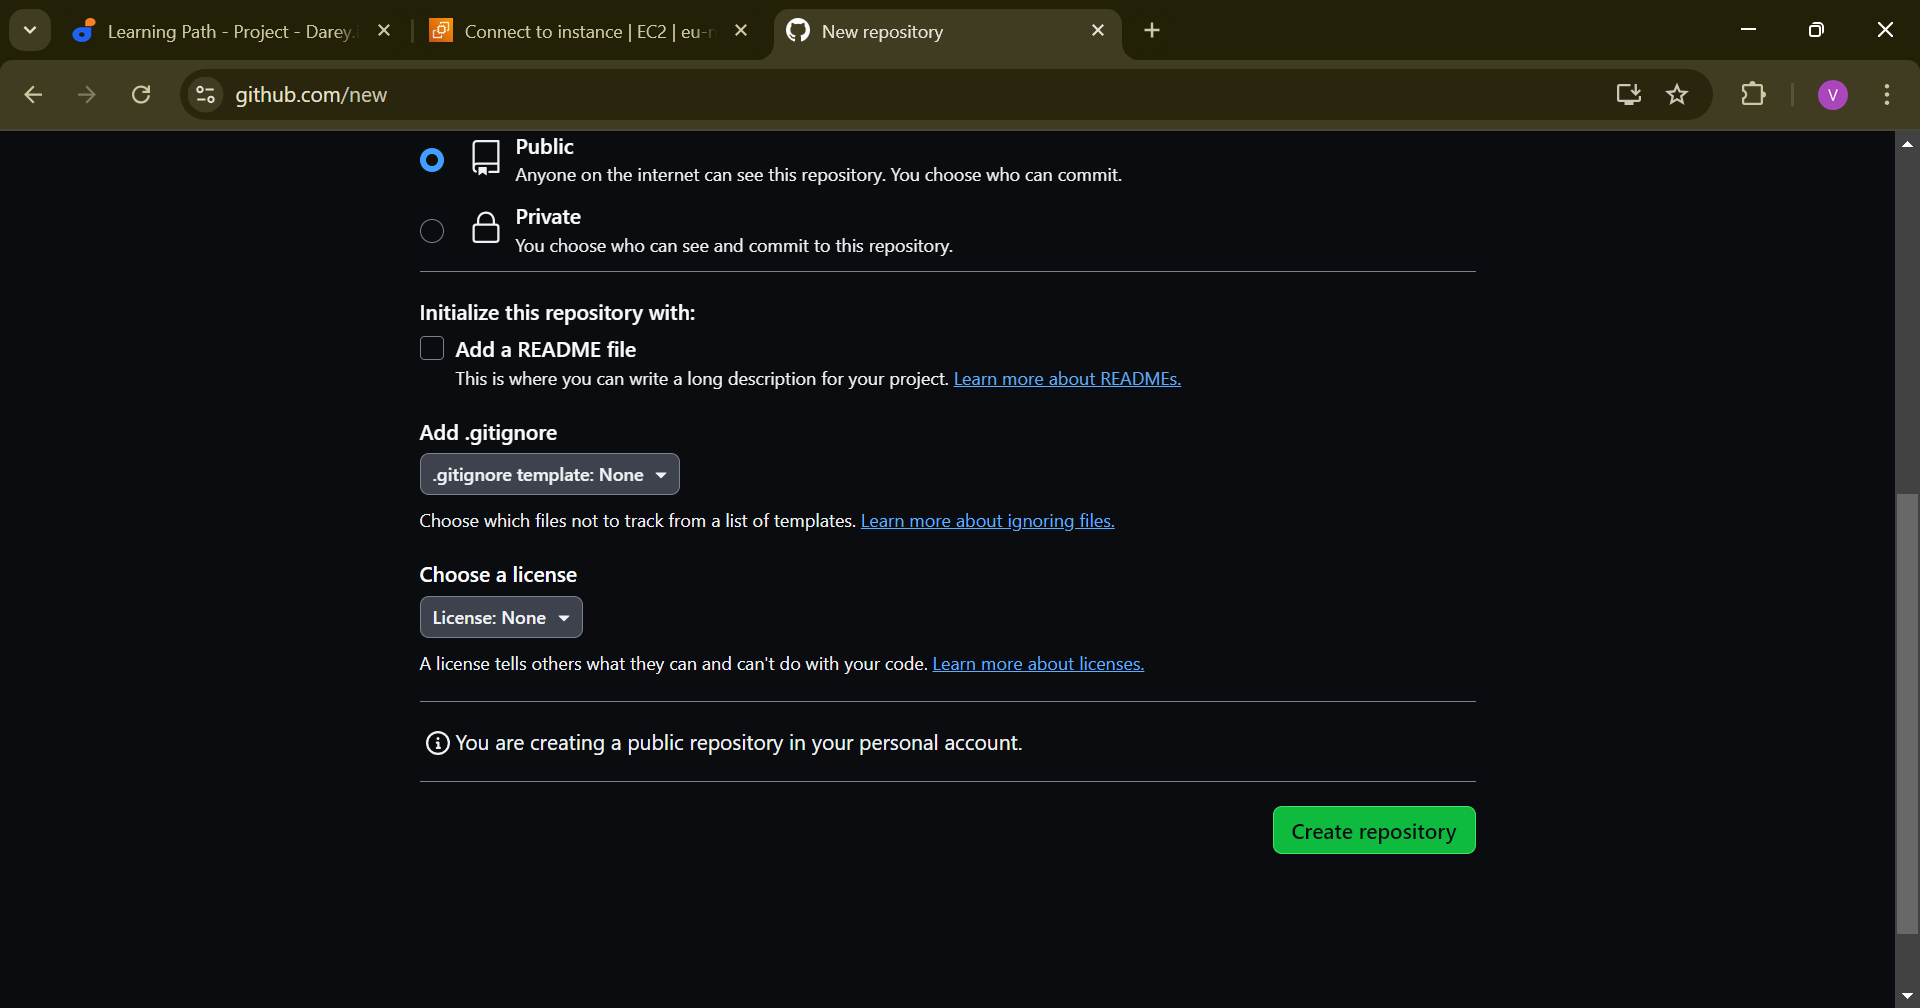 Learning Path - Project - Darey.
Connect to instance | EC2 | eu-
New repository
github.com/new
V
Public
Anyone on the internet can see this repository. You choose who can commit.
Private
You choose who can see and commit to this repository.
Initialize this repository with:
Add a README file
This is where you can write a long description for your project. Learn more about READMEs.
Add .gitignore
.gitignore template: None
Choose which files not to track from a list of templates. Learn more about ignoring files.
Choose a license
License: None
A license tells others what they can and can't do with your code. Learn more about licenses.
You are creating a public repository in your personal account.
Create repository